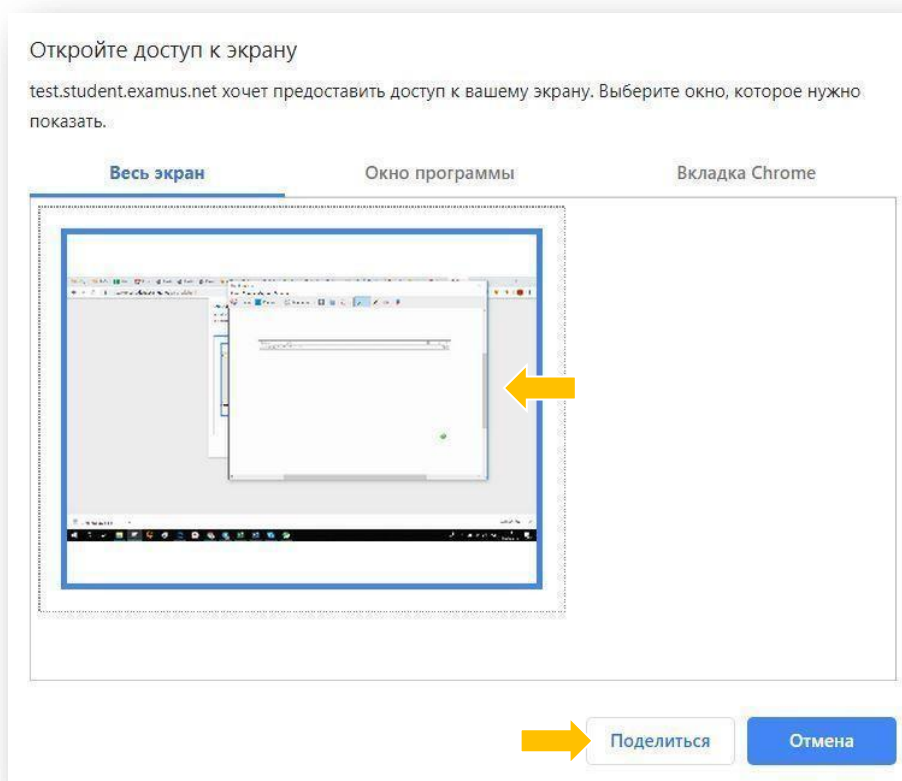 Откройте доступ к экрану
test.student.examus.net хочет предоставить доступ к вашему экрану. Выберите окно, которое нужно
показать.
Весь экран Окно программы Вкладка Chrome
Поделиться Отмена